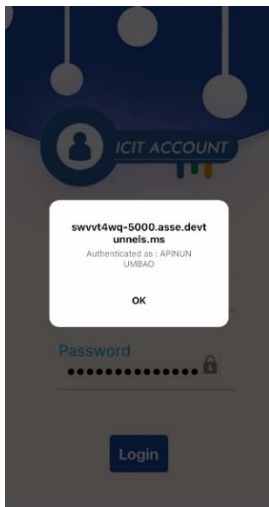 ICIT ACCOUNT
swvvt4wq-5000.asse.devt
unnels.ms
Authenticated as : APINUN
UMBAO
OK
Password
Login